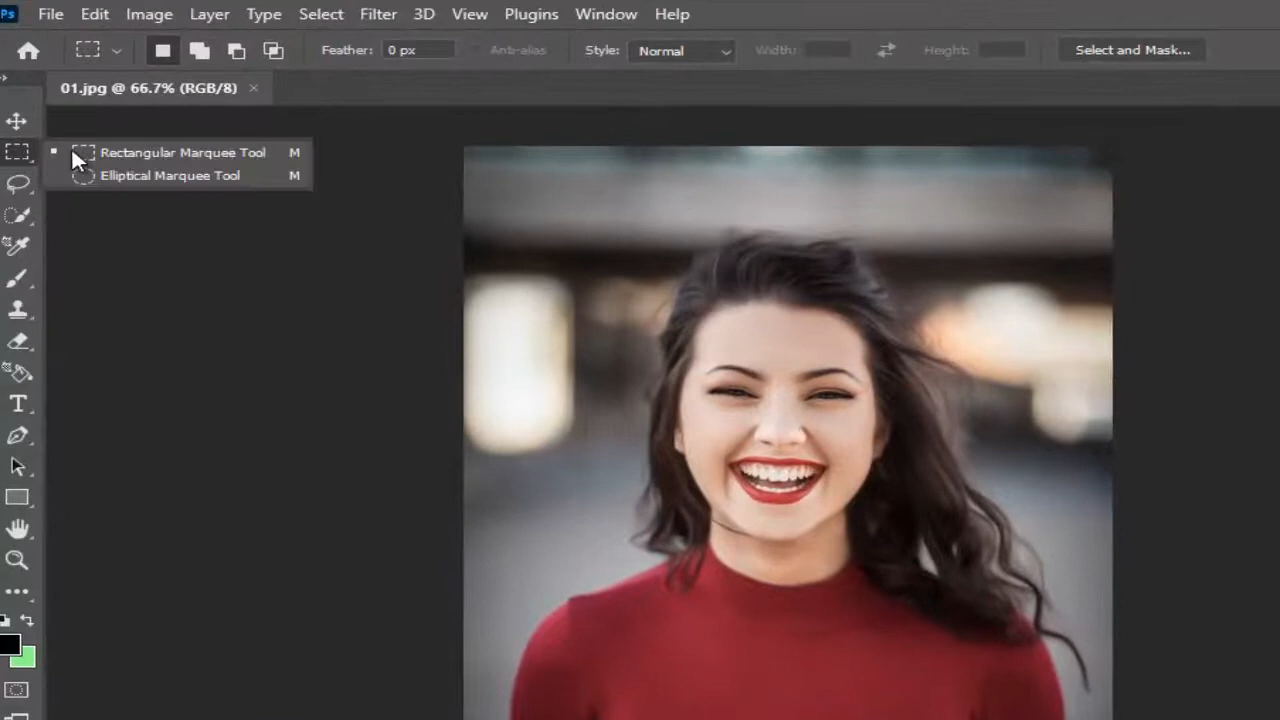 Ps File Edit Image Layer Type Select Filter 3D View Plugins Window Help
Feather: 0 px Anti-alias Style: Normal Width: Height: Select and Mask...
01.jpg @ 66.7% (RGB/8) ×
Rectangular Marquee Tool M
Elliptical Marquee Tool M
T